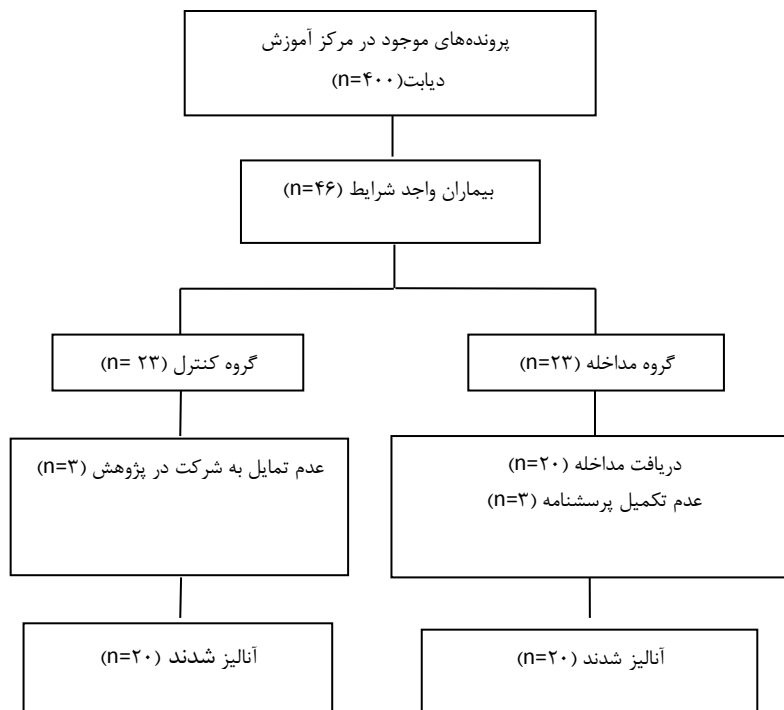 پرونده‌های موجود در مرکز آموزش
دیابت(n=۴۰۰)
بیماران واجد شرایط (n=۴۶)
گروه مداخله (n=۲۳)
گروه کنترل (n= ۲۳)
دریافت مداخله (n=۲۰)
عدم تکمیل پرسشنامه (n=۳)
عدم تمایل به شرکت در پژوهش (n=۳)
آنالیز شدند (n=۲۰)
آنالیز شدند (n=۲۰)